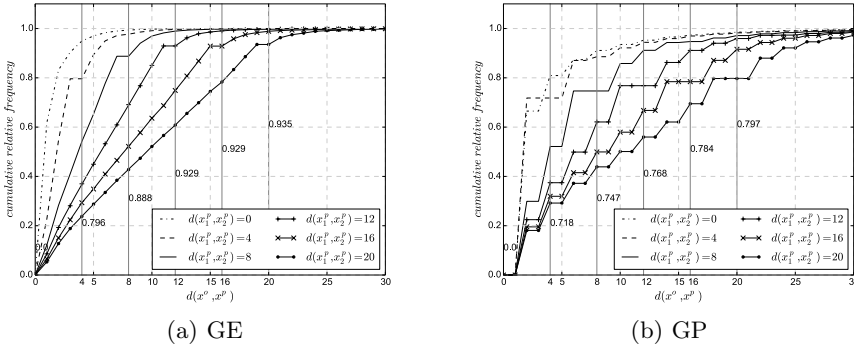 cumulative relative frequency
1.0
0.8
0.6
0.4
0.2
0.0
0.0
0.796
0.888
0.929
0.929
0.935
d(x_1^p, x_2^p)=0
d(x_1^p, x_2^p)=4
d(x_1^p, x_2^p)=8
d(x_1^p, x_2^p)=12
d(x_1^p, x_2^p)=16
d(x_1^p, x_2^p)=20
0 4 5 8 10 12 15 16 20 25 30
d(x^o, x^p)
(a) GE
cumulative relative frequency
1.0
0.8
0.6
0.4
0.2
0.0
0.0
0.718
0.747
0.768
0.784
0.797
d(x_1^p, x_2^p)=0
d(x_1^p, x_2^p)=4
d(x_1^p, x_2^p)=8
d(x_1^p, x_2^p)=12
d(x_1^p, x_2^p)=16
d(x_1^p, x_2^p)=20
0 4 5 8 10 12 15 16 20 25
d(x^o, x^p)
(b) GP